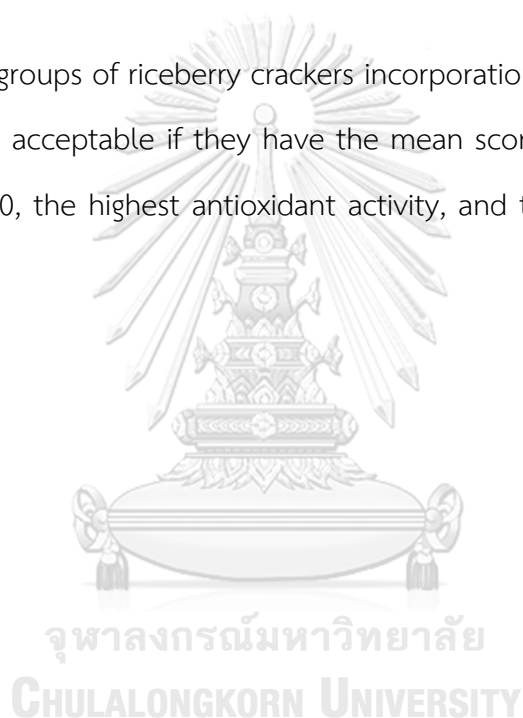 groups of riceberry crackers incorporatio
acceptable if they have the mean scor
0, the highest antioxidant activity, and t
จุฬาลงกรณ์มหาวิทยาลัย
CHULALONGKORN UNIVERSITY